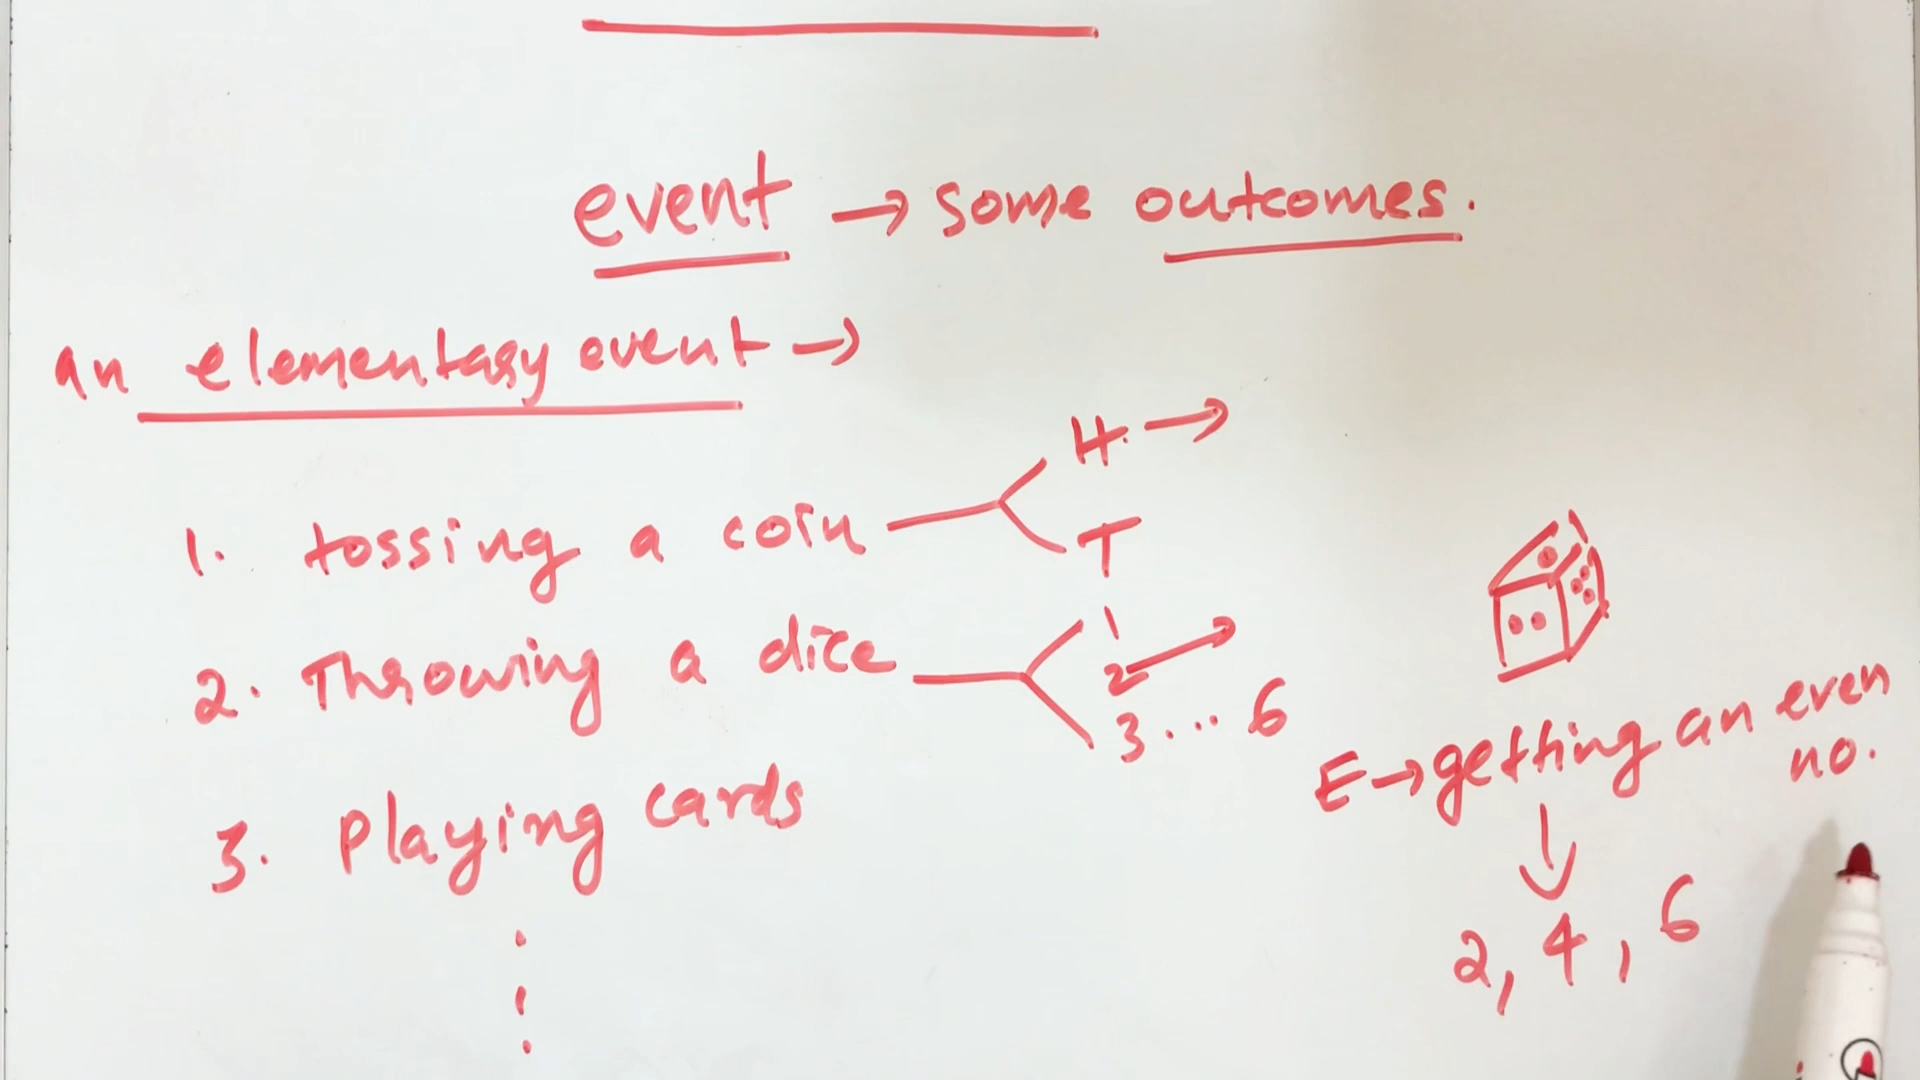 event → some outcomes.
an elementary event →
H. →
1. tossing a coin
T
1
2. Throwing a dice
2 →
3 ... 6
E → getting an even
no.
3. Playing cards
2, 4, 6